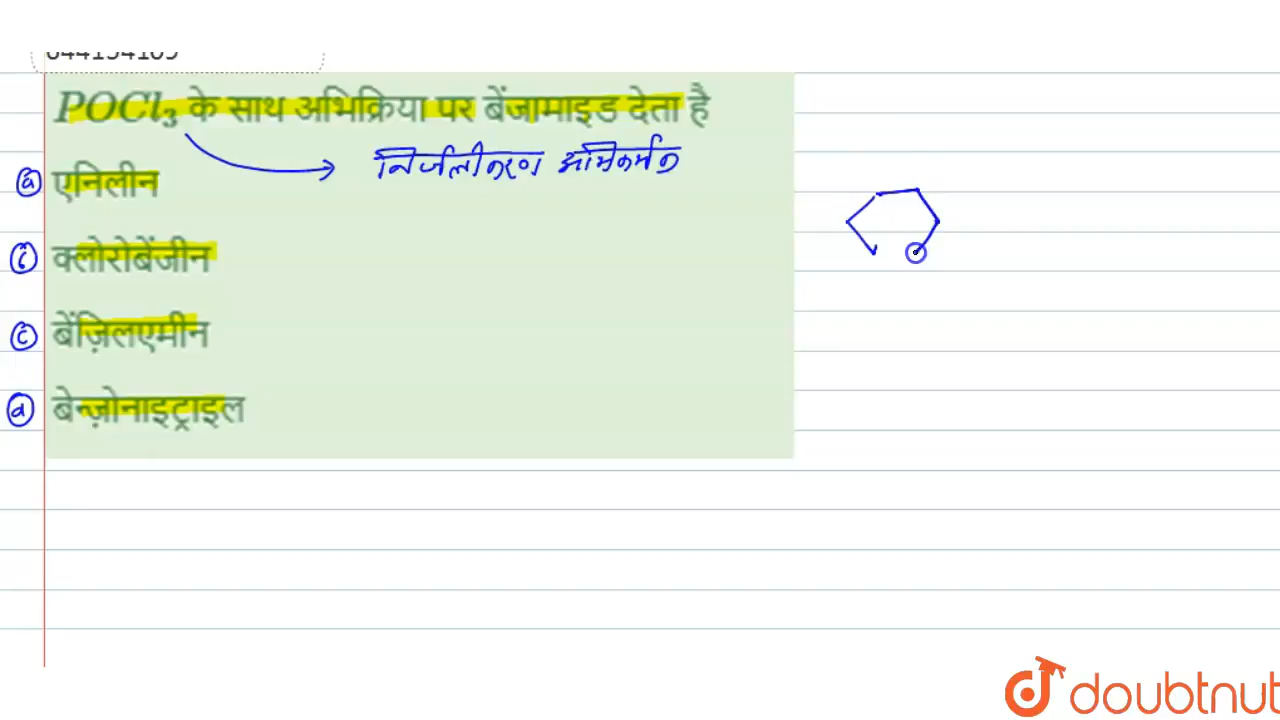 POCl₃ के साथ अभिक्रिया पर बेंजामाइड देता है
निर्जलीकरण अभिकर्मक
a एनिलीन
b क्लोरोबेंजीन
c बेंज़िलएमीन
d बेन्ज़ोनाइट्राइल
doubtnut